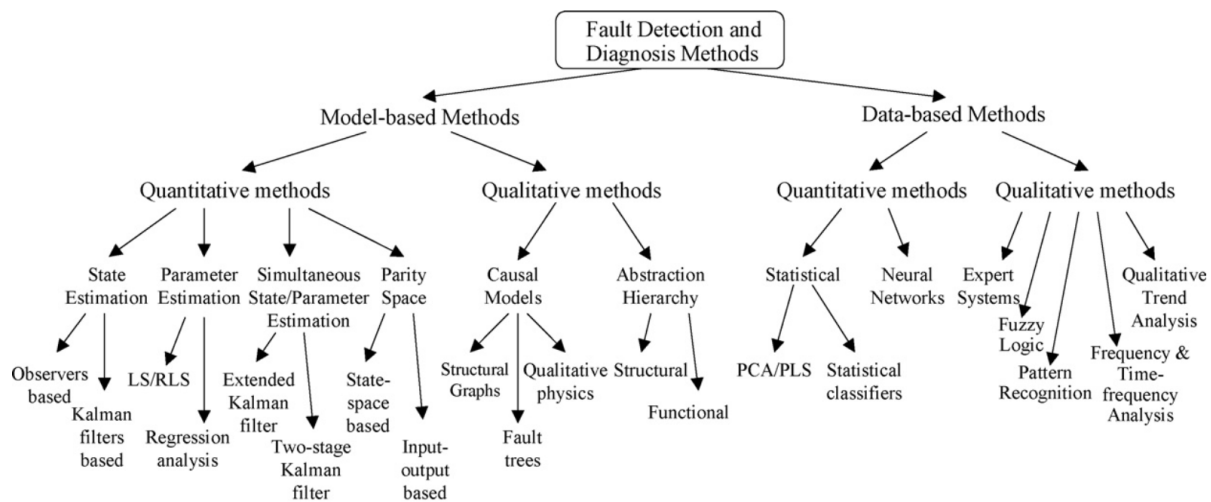 Fault Detection and
Diagnosis Methods
Model-based Methods
Data-based Methods
Quantitative methods
Qualitative methods
Quantitative methods
Qualitative methods
State
Estimation
Parameter
Estimation
Simultaneous
State/Parameter
Estimation
Parity
Space
Causal
Models
Abstraction
Hierarchy
Statistical
Neural
Networks
Expert
Systems
Fuzzy
Logic
Pattern
Recognition
Frequency &
Time-
frequency
Analysis
Qualitative
Trend
Analysis
Observers
based
Kalman
filters
based
LS/RLS
Regression
analysis
Extended
Kalman
filter
Two-stage
Kalman
filter
State-
space
based
Input-
output
based
Structural
Graphs
Fault
trees
Qualitative
physics
Structural
Functional
PCA/PLS
Statistical
classifiers